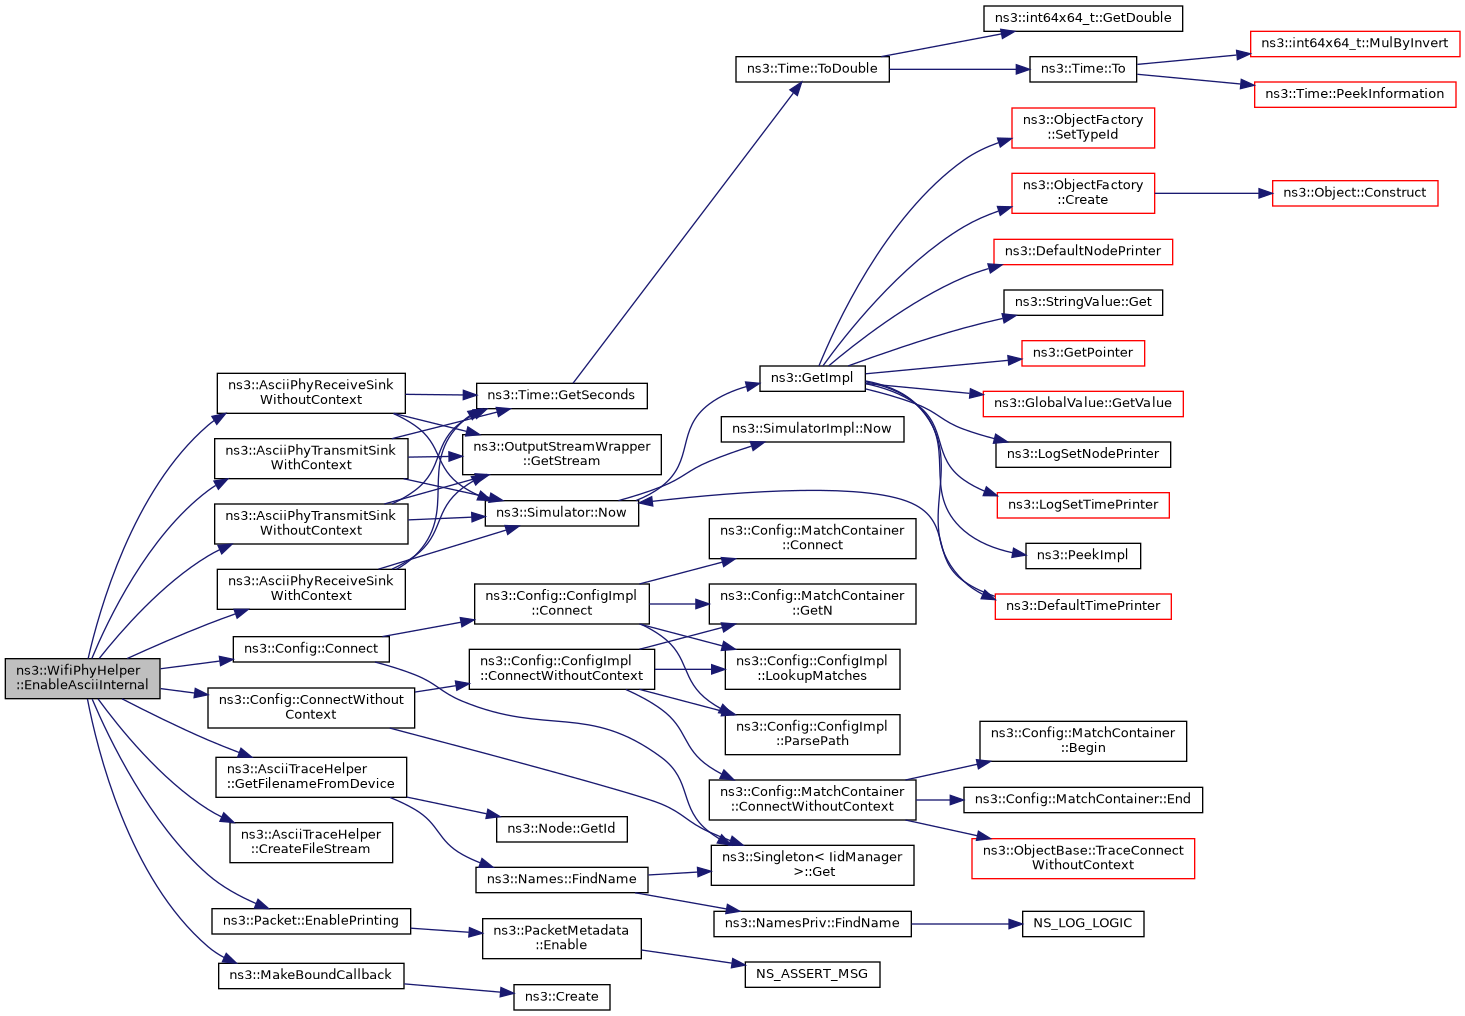 ns3::WifiPhyHelper
::EnableAsciiInternal
ns3::AsciiPhyReceiveSink
WithoutContext
ns3::AsciiPhyTransmitSink
WithContext
ns3::AsciiPhyTransmitSink
WithoutContext
ns3::AsciiPhyReceiveSink
WithContext
ns3::Config::Connect
ns3::Config::ConnectWithout
Context
ns3::AsciiTraceHelper
::GetFilenameFromDevice
ns3::AsciiTraceHelper
::CreateFileStream
ns3::Packet::EnablePrinting
ns3::MakeBoundCallback
ns3::Time::GetSeconds
ns3::OutputStreamWrapper
::GetStream
ns3::Simulator::Now
ns3::Config::ConfigImpl
::Connect
ns3::Config::ConfigImpl
::ConnectWithoutContext
ns3::Node::GetId
ns3::Names::FindName
ns3::PacketMetadata
::Enable
ns3::Create
ns3::Time::ToDouble
ns3::GetImpl
ns3::SimulatorImpl::Now
ns3::Config::MatchContainer
::Connect
ns3::Config::MatchContainer
::GetN
ns3::Config::ConfigImpl
::LookupMatches
ns3::Config::ConfigImpl
::ParsePath
ns3::Config::MatchContainer
::ConnectWithoutContext
ns3::Singleton< IidManager
>::Get
ns3::NamesPriv::FindName
NS_ASSERT_MSG
ns3::int64x64_t::GetDouble
ns3::Time::To
ns3::ObjectFactory
::SetTypeId
ns3::ObjectFactory
::Create
ns3::DefaultNodePrinter
ns3::StringValue::Get
ns3::GetPointer
ns3::GlobalValue::GetValue
ns3::LogSetNodePrinter
ns3::LogSetTimePrinter
ns3::PeekImpl
ns3::DefaultTimePrinter
ns3::Config::MatchContainer
::Begin
ns3::Config::MatchContainer::End
ns3::ObjectBase::TraceConnect
WithoutContext
NS_LOG_LOGIC
ns3::int64x64_t::MulByInvert
ns3::Time::PeekInformation
ns3::Object::Construct